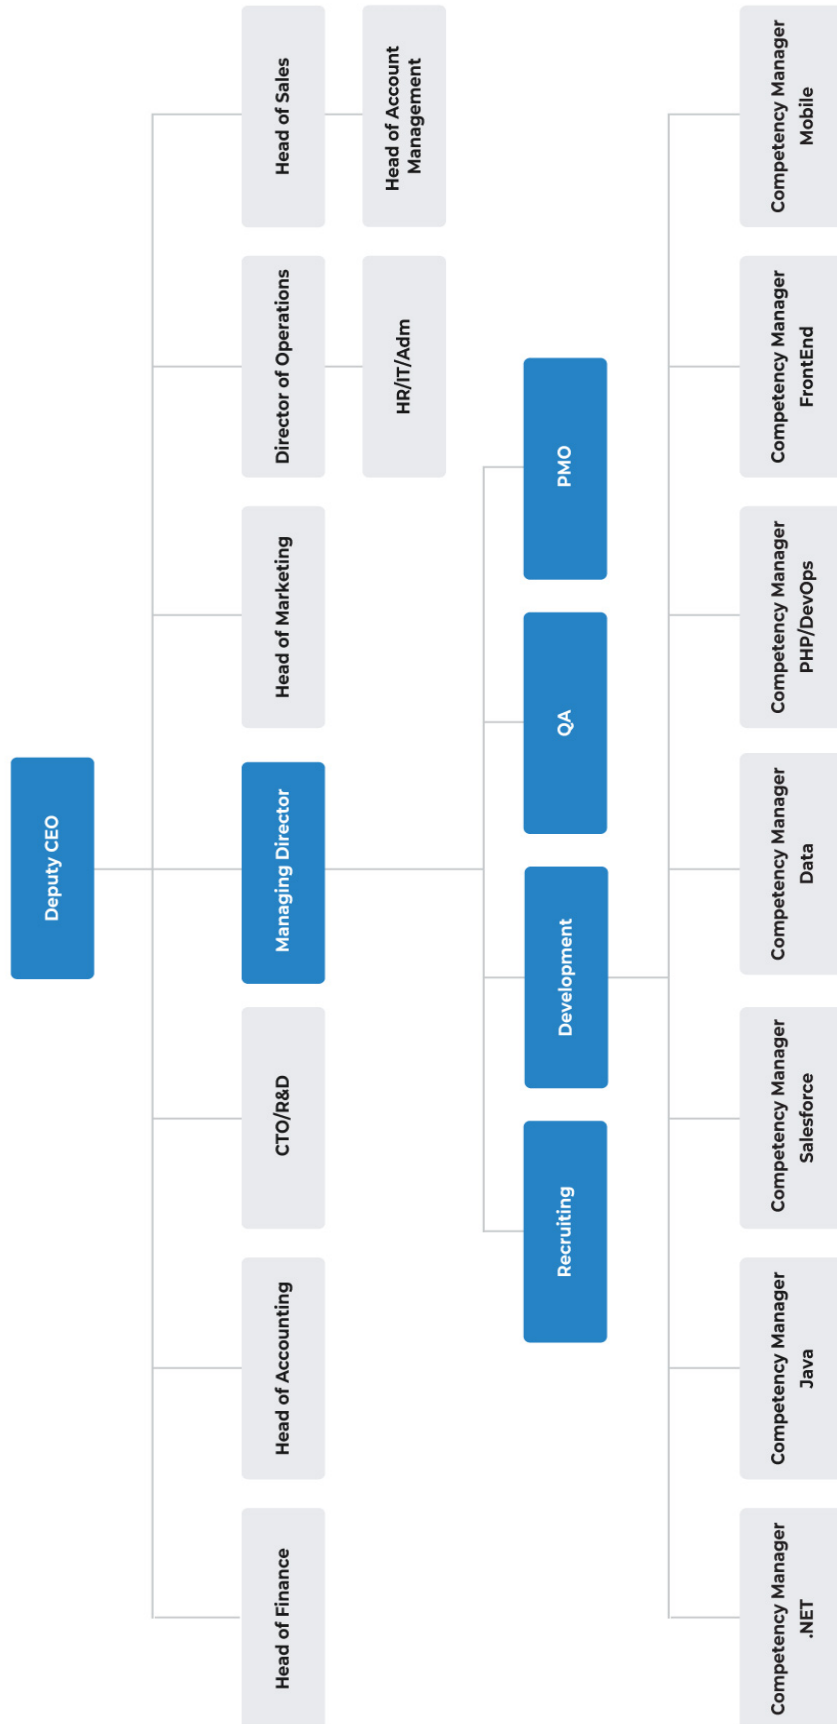 Deputy CEO
Head of Finance
Head of Accounting
CTO/R&D
Managing Director
Head of Marketing
Director of Operations
Head of Sales
HR/IT/Adm
Head of Account
Management
Recruiting
Development
QA
PMO
Competency Manager
.NET
Competency Manager
Java
Competency Manager
Salesforce
Competency Manager
Data
Competency Manager
PHP/DevOps
Competency Manager
FrontEnd
Competency Manager
Mobile